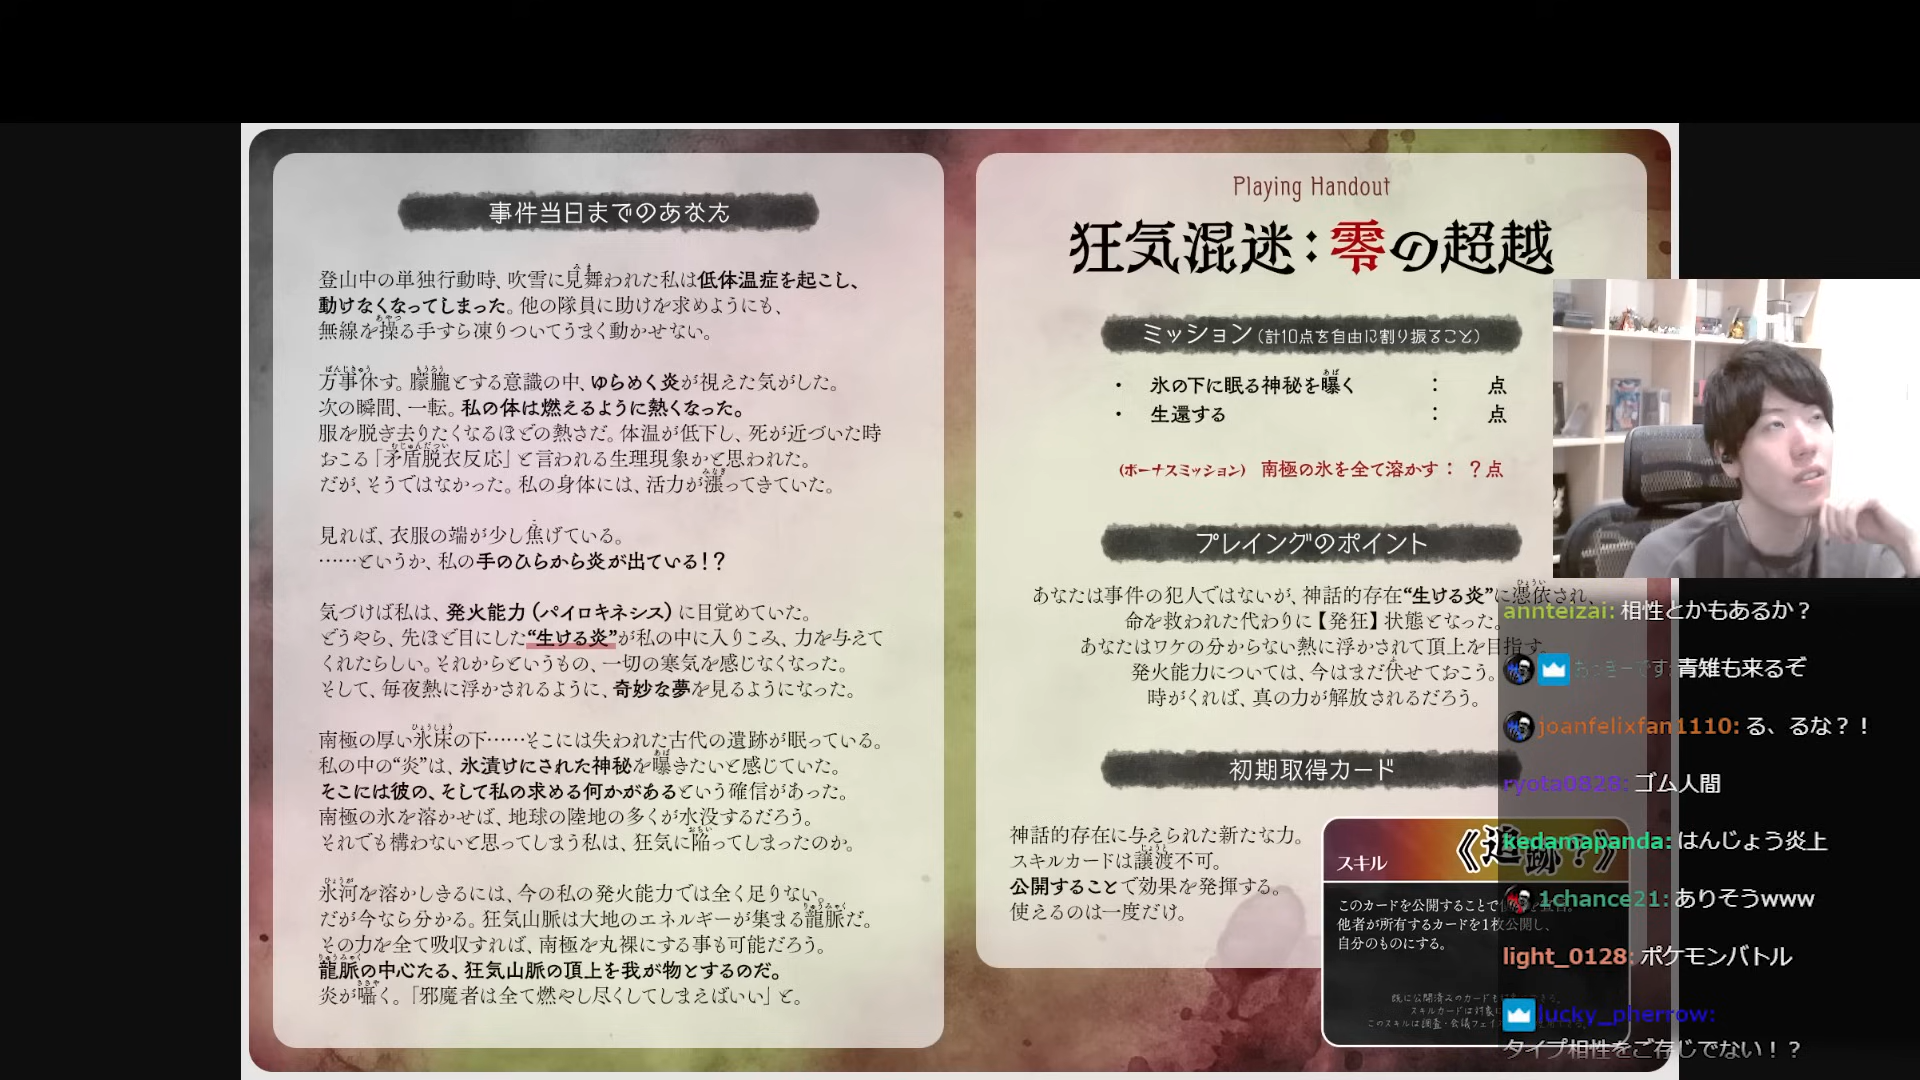 事件当日までのあなた
登山中の単独行動時、吹雪に見舞われた私は低体温症を起こし、
動けなくなってしまった。他の隊員に助けを求めようにも、
無線を操る手すら凍りついてうまく動かせない。
万事休す。朦朧とする意識の中、ゆらめく炎が視えた気がした。
次の瞬間、一転。私の体は燃えるように熱くなった。
服を脱ぎ去りたくなるほどの熱さだ。体温が低下し、死が近づいた時
おこる「矛盾脱衣反応」と言われる生理現象かと思われた。
だが、そうではなかった。私の身体には、活力が漲ってきていた。
見れば、衣服の端が少し焦げている。
……というか、私の手のひらから炎が出ている！？
気づけば私は、発火能力（パイロキネシス）に目覚めていた。
どうやら、先ほど目にした“生ける炎”が私の中に入りこみ、力を与えて
くれたらしい。それからというもの、一切の寒気を感じなくなった。
そして、毎夜熱に浮かされるように、奇妙な夢を見るようになった。
南極の厚い氷床の下……そこには失われた古代の遺跡が眠っている。
私の中の“炎”は、氷漬けにされた神秘を曝きたいと感じていた。
そこには彼の、そして私の求める何かがあるという確信があった。
南極の氷を溶かせば、地球の陸地の多くが水没するだろう。
それでも構わないと思ってしまう私は、狂気に陥ってしまったのか。
氷河を溶かしきるには、今の私の発火能力では全く足りない。
だが今なら分かる。狂気山脈は大地のエネルギーが集まる龍脈だ。
その力を全て吸収すれば、南極を丸裸にする事も可能だろう。
龍脈の中心たる、狂気山脈の頂上を我が物とするのだ。
炎が囁く。「邪魔者は全て燃やし尽くしてしまえばいい」と。
Playing Handout
狂気混迷：零の超越
ミッション（計10点を自由に割り振ること）
・ 氷の下に眠る神秘を曝く ： 点
・ 生還する ： 点
（ボーナスミッション） 南極の氷を全て溶かす： ？点
プレイングのポイント
あなたは事件の犯人ではないが、神話的存在“生ける炎”に憑依され、
命を救われた代わりに【発狂】状態となった。
あなたはワケの分からない熱に浮かされて頂上を目指す。
発火能力については、今はまだ伏せておこう。
時がくれば、真の力が解放されるだろう。
初期取得カード
神話的存在に与えられた新たな力。
スキルカードは譲渡不可。
公開することで効果を発揮する。
使えるのは一度だけ。
スキル
《追跡？》
このカードを公開することで
他者が所有するカードを1枚公開し、
自分のものにする。
既に公開済みのカードも
スキルカードは対象
このスキルは調査・会議フェイ
annteizai: 相性とかもあるか？
青雉も来るぞ
joanfelixfan1110: る、るな？！
ryota0828: ゴム人間
kedamapanda: はんじょう炎上
1chance21: ありそうwww
light_0128: ポケモンバトル
lucky_pherrow:
タイプ相性をご存じでない！？